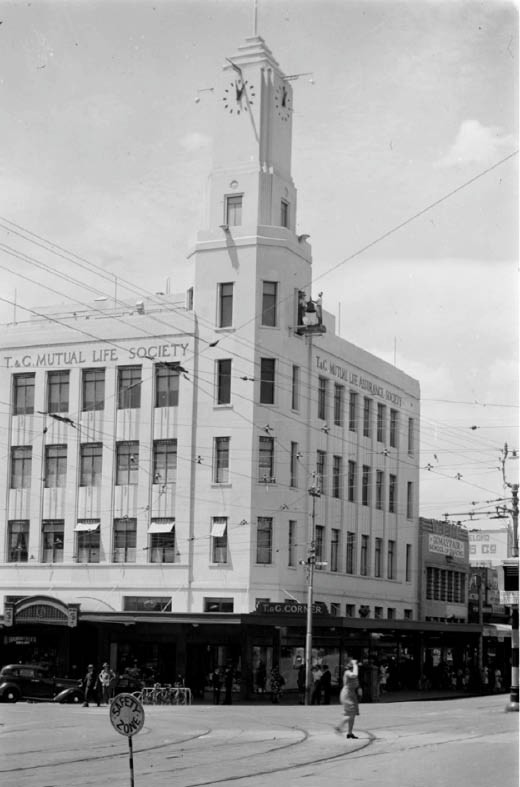 T. & G. MUTUAL LIFE SOCIETY
T. & G. MUTUAL LIFE ASSURANCE SOCIETY
T. & G. CORNER
SAFETY
ZONE